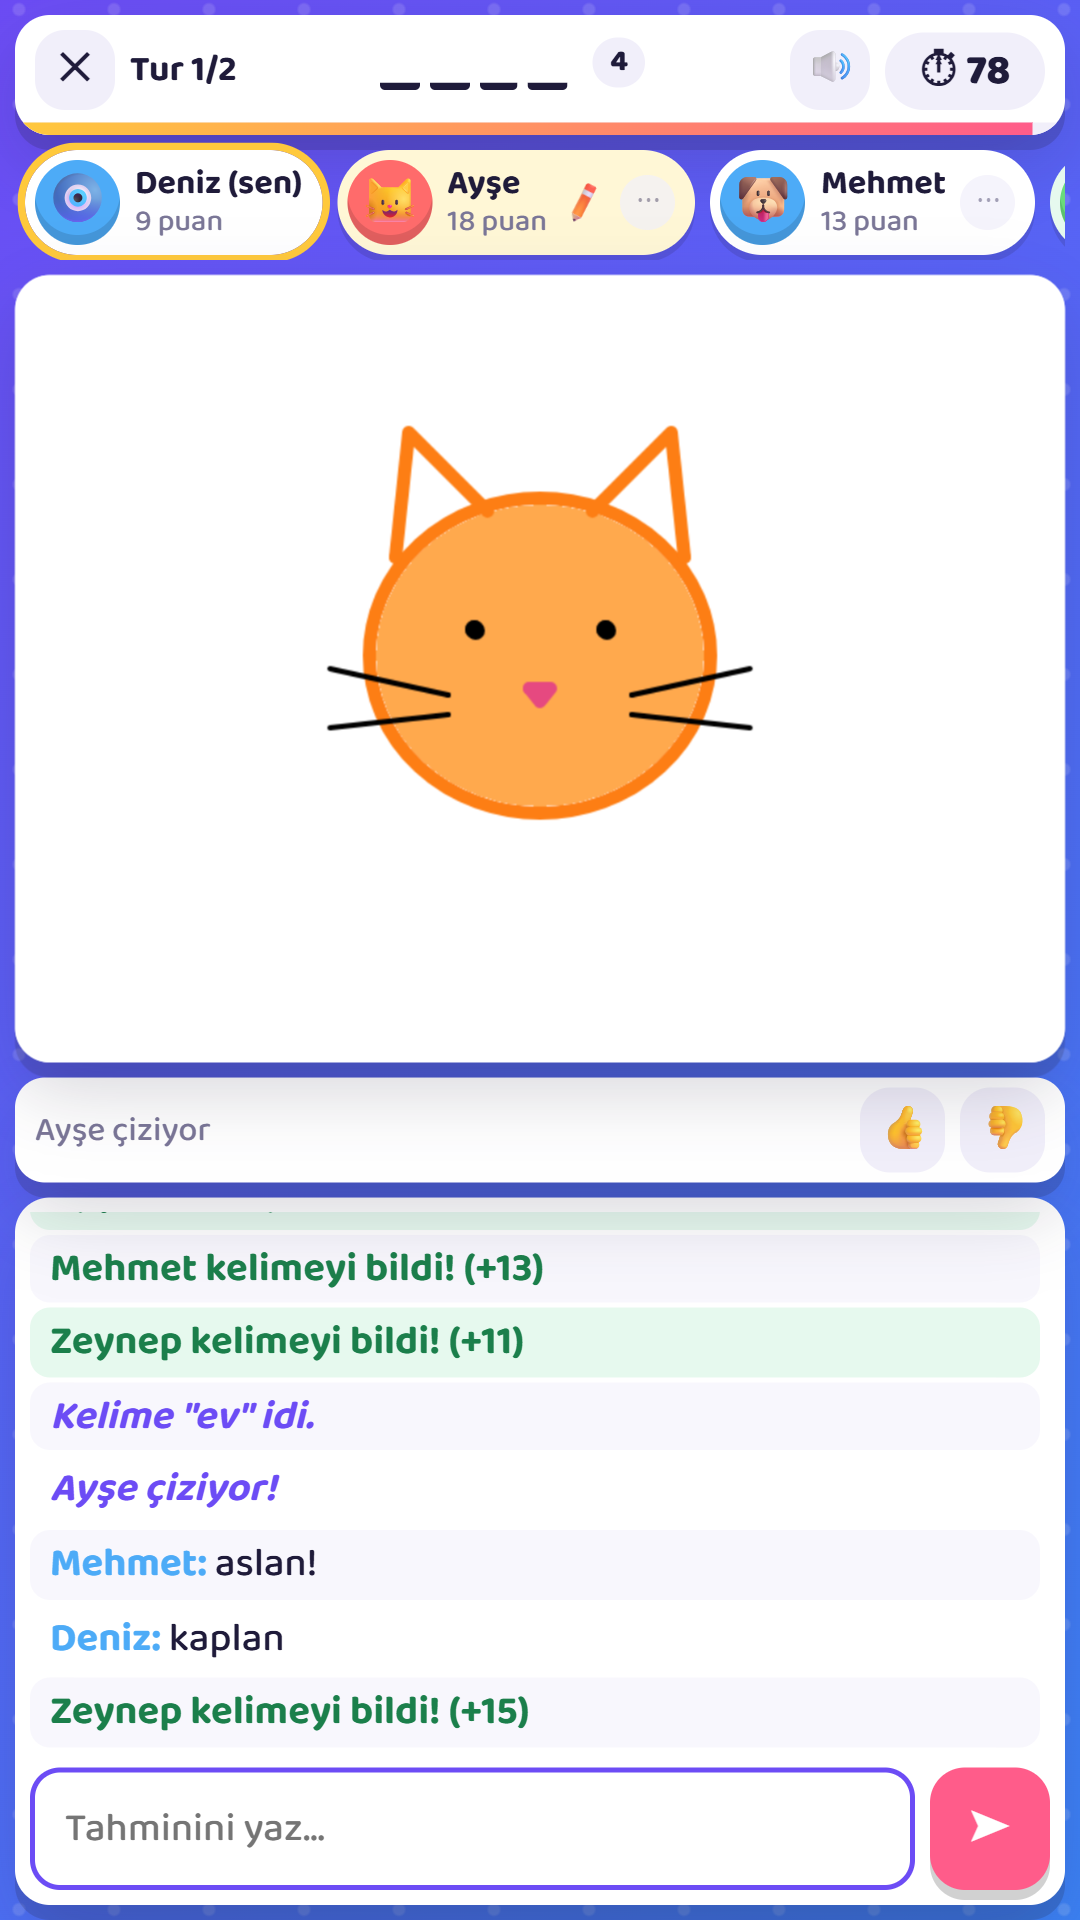 Tur 1/2
_ _ _ _ 4
78
Deniz (sen)
9 puan
Ayşe
18 puan
...
Mehmet
13 puan
...
Ayşe çiziyor
Mehmet kelimeyi bildi! (+13)
Zeynep kelimeyi bildi! (+11)
Kelime "ev" idi.
Ayşe çiziyor!
Mehmet: aslan!
Deniz: kaplan
Zeynep kelimeyi bildi! (+15)
Tahminini yaz...